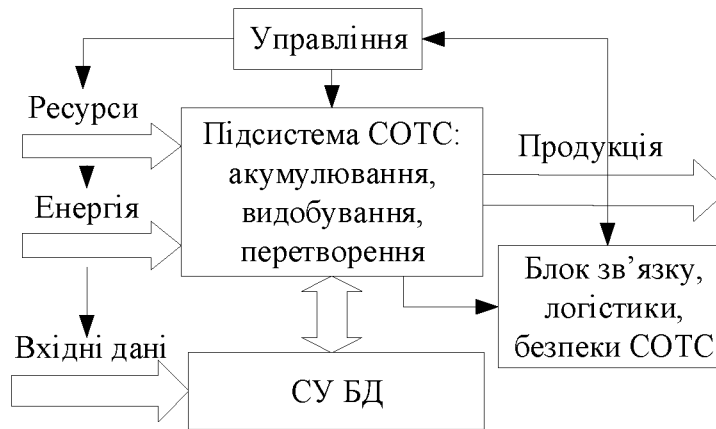 Управління
Ресурси
Підсистема СОТС:
акумулювання,
видобування,
перетворення
Продукція
Енергія
Блок зв’язку,
логістики,
безпеки СОТС
Вхідні дані
СУ БД